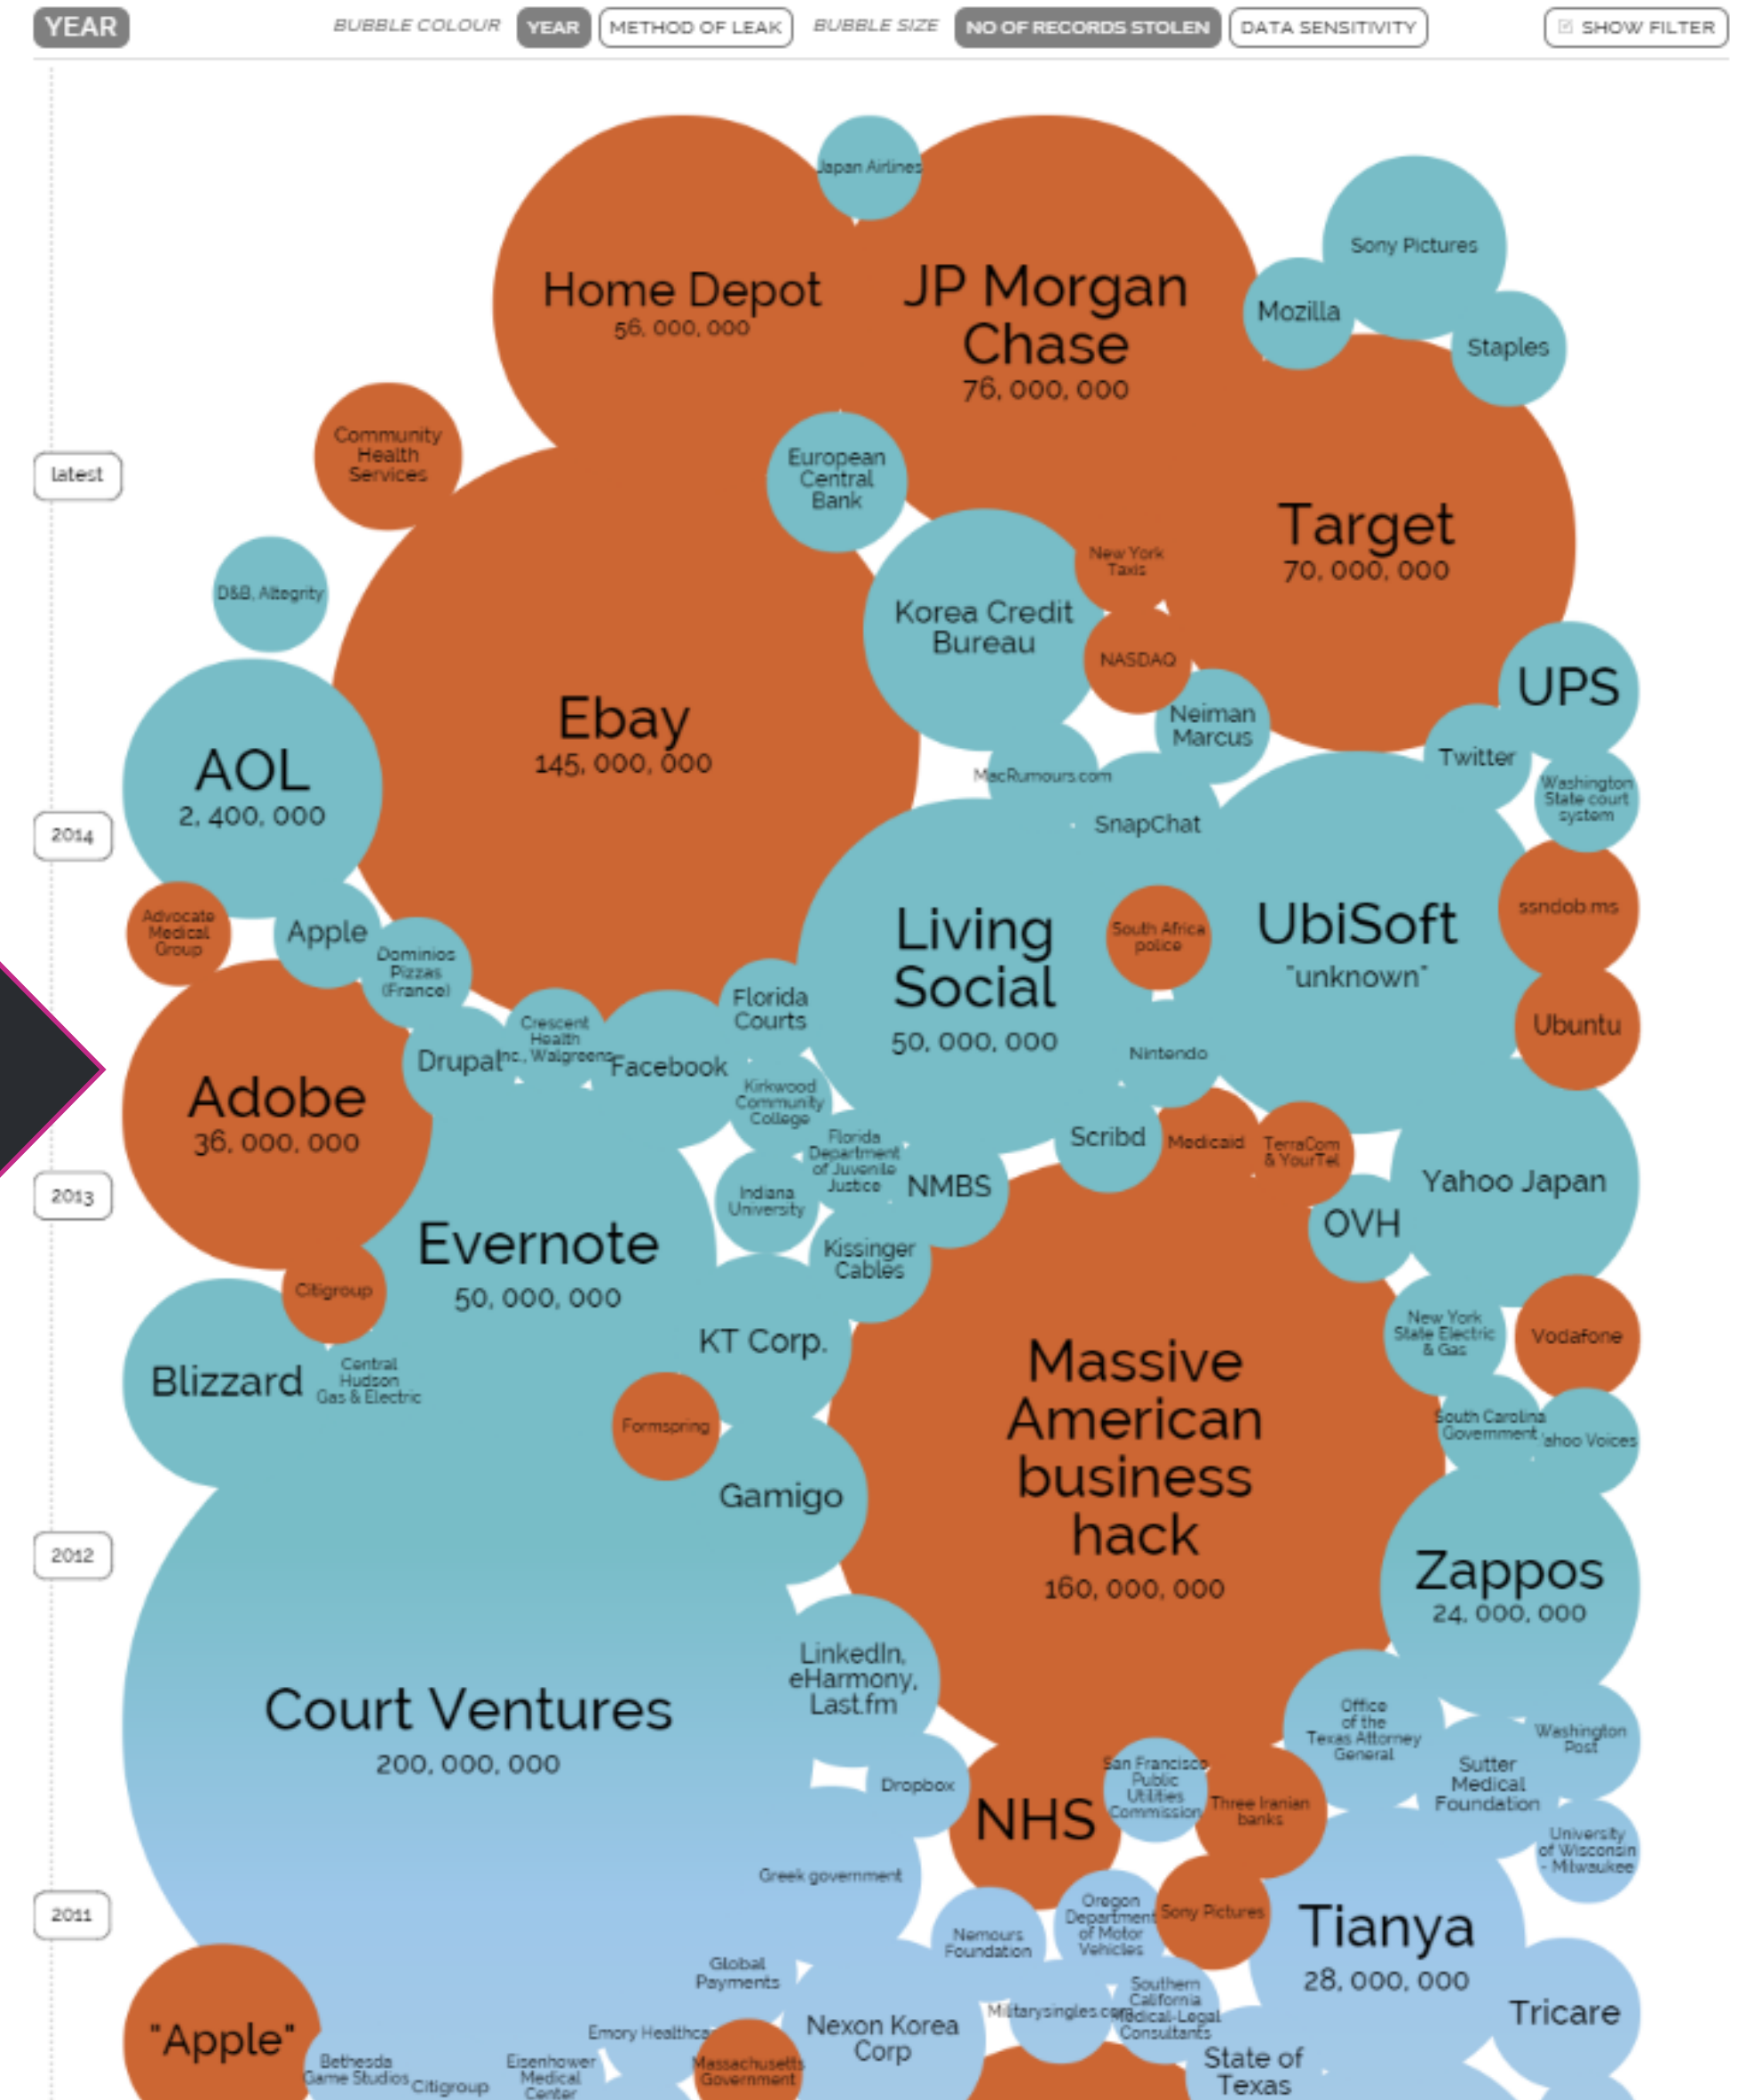 YEAR
BUBBLE COLOUR
YEAR
METHOD OF LEAK
BUBBLE SIZE
NO OF RECORDS STOLEN
DATA SENSITIVITY
SHOW FILTER
Japan Airlines
Home Depot
56, 000, 000
JP Morgan
Chase
76, 000, 000
Sony Pictures
Mozilla
Staples
Community
Health
Services
latest
European
Central
Bank
Target
70, 000, 000
New York
Taxis
D&B, Altegrity
Korea Credit
Bureau
NASDAQ
UPS
Ebay
145, 000, 000
Neiman
Marcus
Twitter
AOL
2, 400, 000
MacRumours.com
Washington
State court
system
SnapChat
2014
Advocate
Medical
Group
Apple
Dominios
Pizzas
(France)
Living
Social
50, 000, 000
South Africa
police
UbiSoft
"unknown"
ssndob.ms
Florida
Courts
Ubuntu
Crescent
Health
Inc., Walgreens
Drupal
Facebook
Nintendo
Adobe
36, 000, 000
Kirkwood
Community
College
Scribd
Medicaid
TerraCom
& YourTel
Florida
Department
of Juvenile
Justice
Yahoo Japan
NMBS
2013
Indiana
University
OVH
Evernote
50, 000, 000
Kissinger
Cables
Citigroup
New York
State Electric
& Gas
Vodafone
KT Corp.
Blizzard
Central
Hudson
Gas & Electric
Massive
American
business
hack
160, 000, 000
Formspring
South Carolina
Government
ahoo Voices
Gamigo
2012
Zappos
24, 000, 000
LinkedIn,
eHarmony,
Last.fm
Court Ventures
200, 000, 000
Office
of the
Texas Attorney
General
Washington
Post
Dropbox
San Francisco
Public
Utilities
Commission
NHS
Three Iranian
banks
Sutter
Medical
Foundation
University
of Wisconsin
- Milwaukee
Greek government
2011
Oregon
Department
of Motor
Vehicles
Sony Pictures
Nemours
Foundation
Tianya
28, 000, 000
Global
Payments
Southern
California
Medical-Legal
Consultants
Militarysingles.com
Tricare
"Apple"
Emory Healthca
Nexon Korea
Corp
Massachusetts
Government
Bethesda
Game Studios
Citigroup
Eisenhower
Medical
Center
State of
Texas